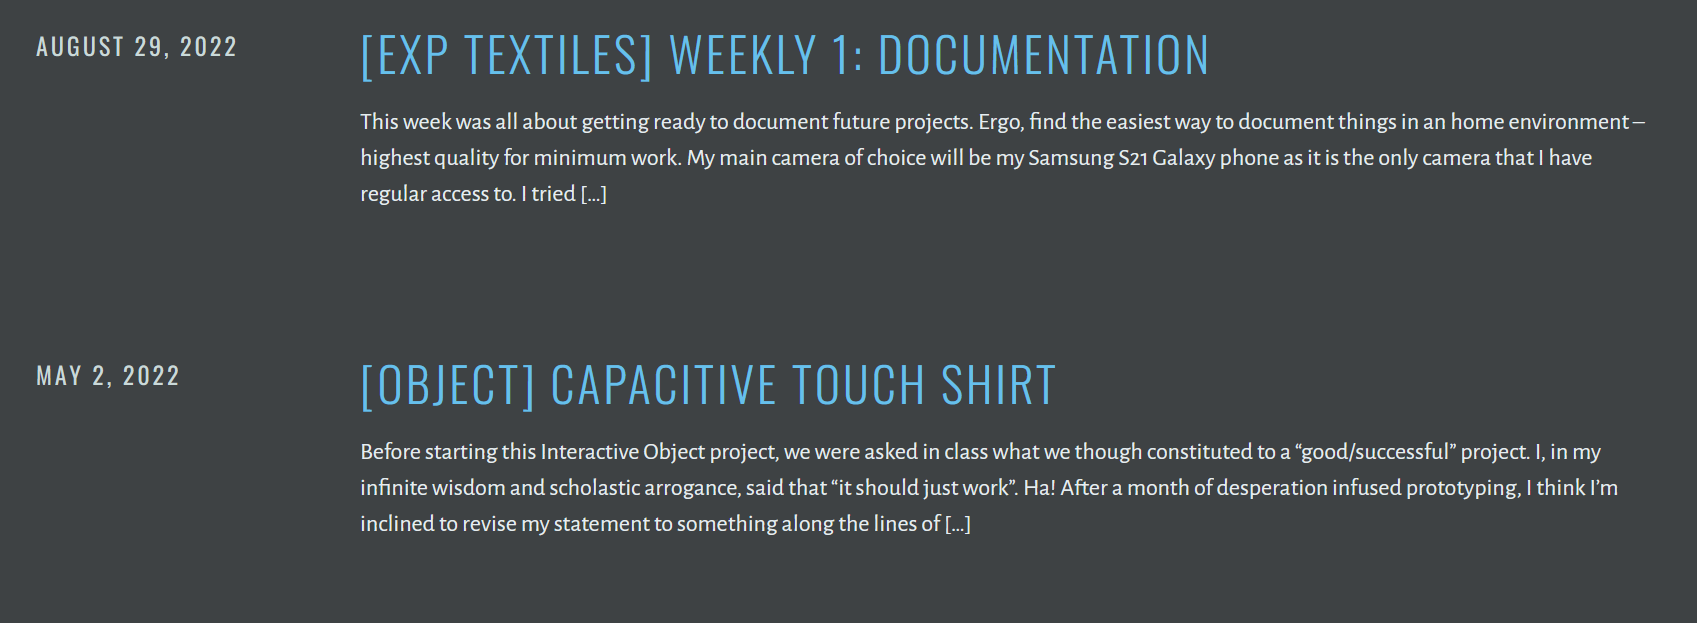 AUGUST 29, 2022
[EXP TEXTILES] WEEKLY 1: DOCUMENTATION
This week was all about getting ready to document future projects. Ergo, find the easiest way to document things in an home environment –
highest quality for minimum work. My main camera of choice will be my Samsung S21 Galaxy phone as it is the only camera that I have
regular access to. I tried […]
MAY 2, 2022
[OBJECT] CAPACITIVE TOUCH SHIRT
Before starting this Interactive Object project, we were asked in class what we though constituted to a “good/successful” project. I, in my
infinite wisdom and scholastic arrogance, said that “it should just work”. Ha! After a month of desperation infused prototyping, I think I’m
inclined to revise my statement to something along the lines of […]